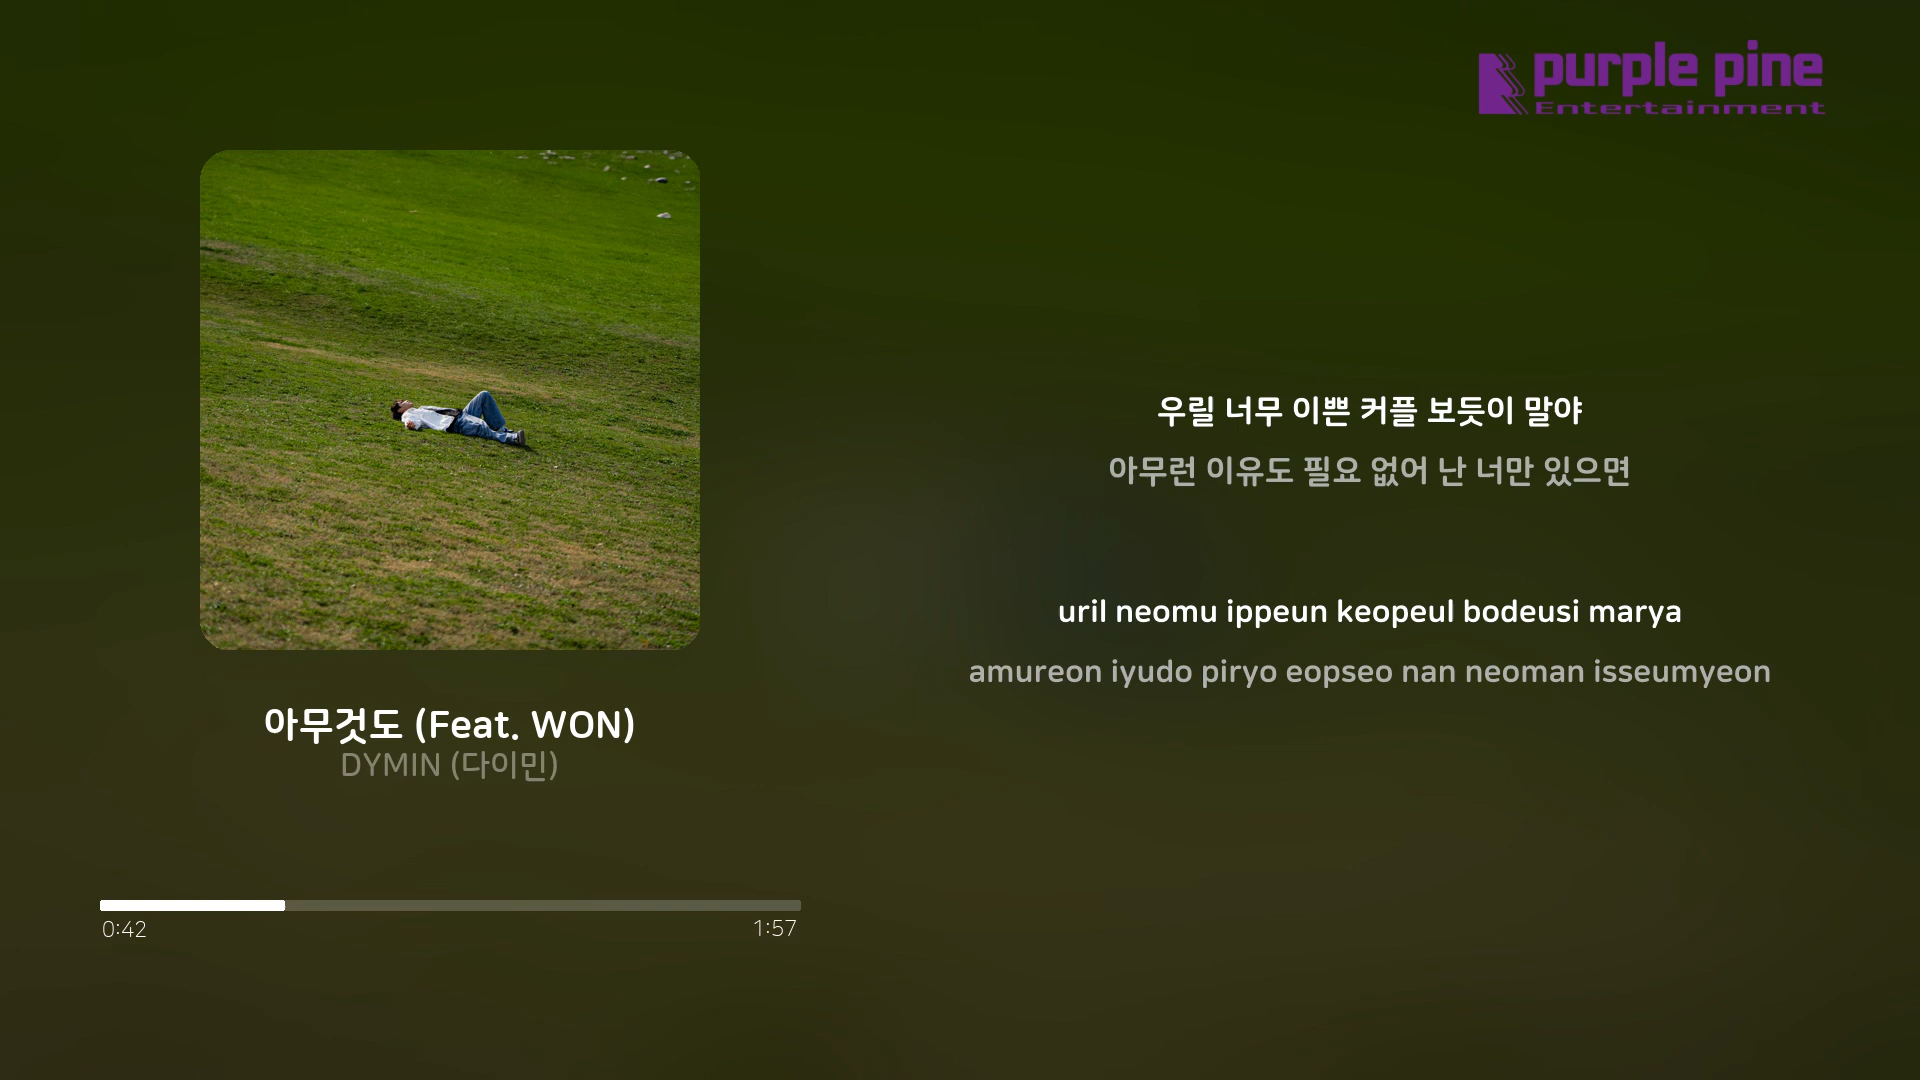 purple pine
Entertainment
우릴 너무 이쁜 커플 보듯이 말야
아무런 이유도 필요 없어 난 너만 있으면
uril neomu ippeun keopeul bodeusi marya
amureon iyudo piryo eopseo nan neoman isseumyeon
아무것도 (Feat. WON)
DYMIN (다이민)
0:42
1:57